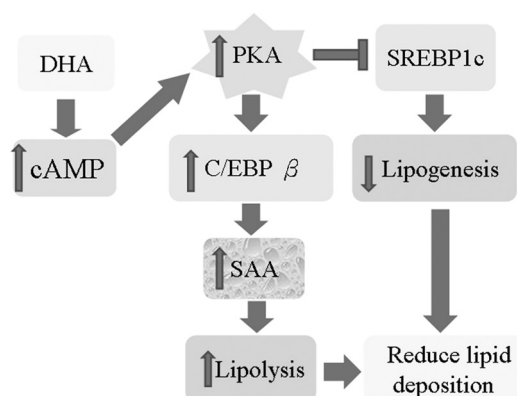 DHA
PKA
SREBP1c
cAMP
C/EBP β
Lipogenesis
SAA
Lipolysis
Reduce lipid
deposition